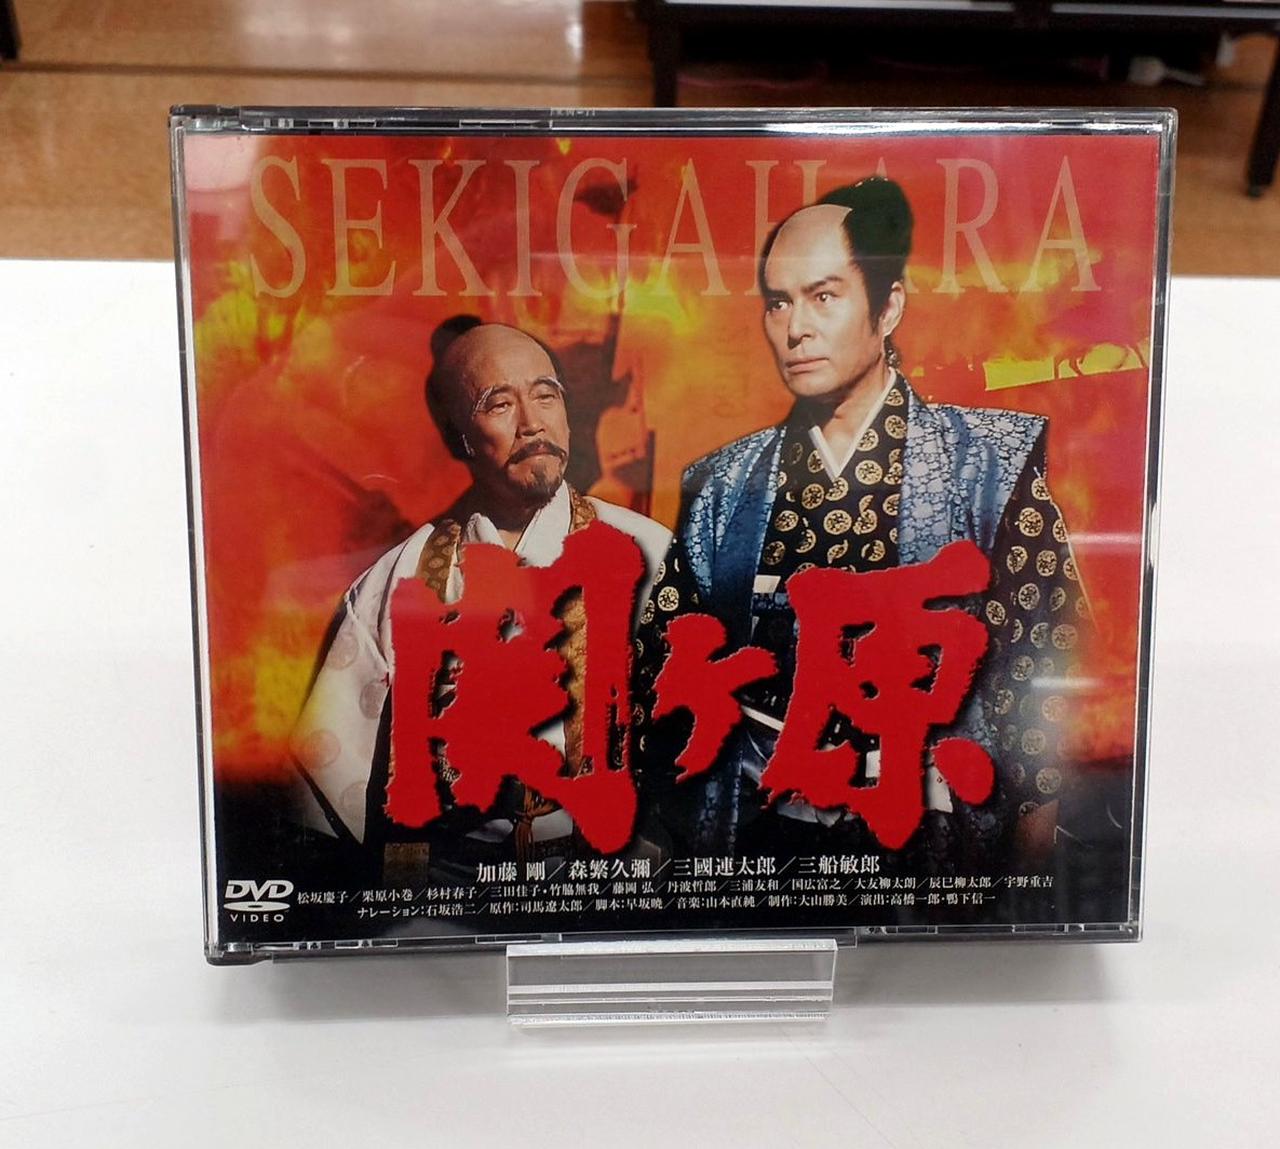 SEKIGAHARA
関ヶ原
加藤 剛／森繁久彌／三國連太郎／三船敏郎
松坂慶子／栗原小巻／杉村春子／三田佳子・竹脇無我／藤岡 弘／丹波哲郎／三浦友和／国広富之／大友柳太朗／辰巳柳太郎／宇野重吉
ナレーション：石坂浩二／原作：司馬遼太郎／脚本：早坂暁／音楽：山本直純／制作：大山勝美／演出：高橋一郎・鴨下信一
DVD
VIDEO